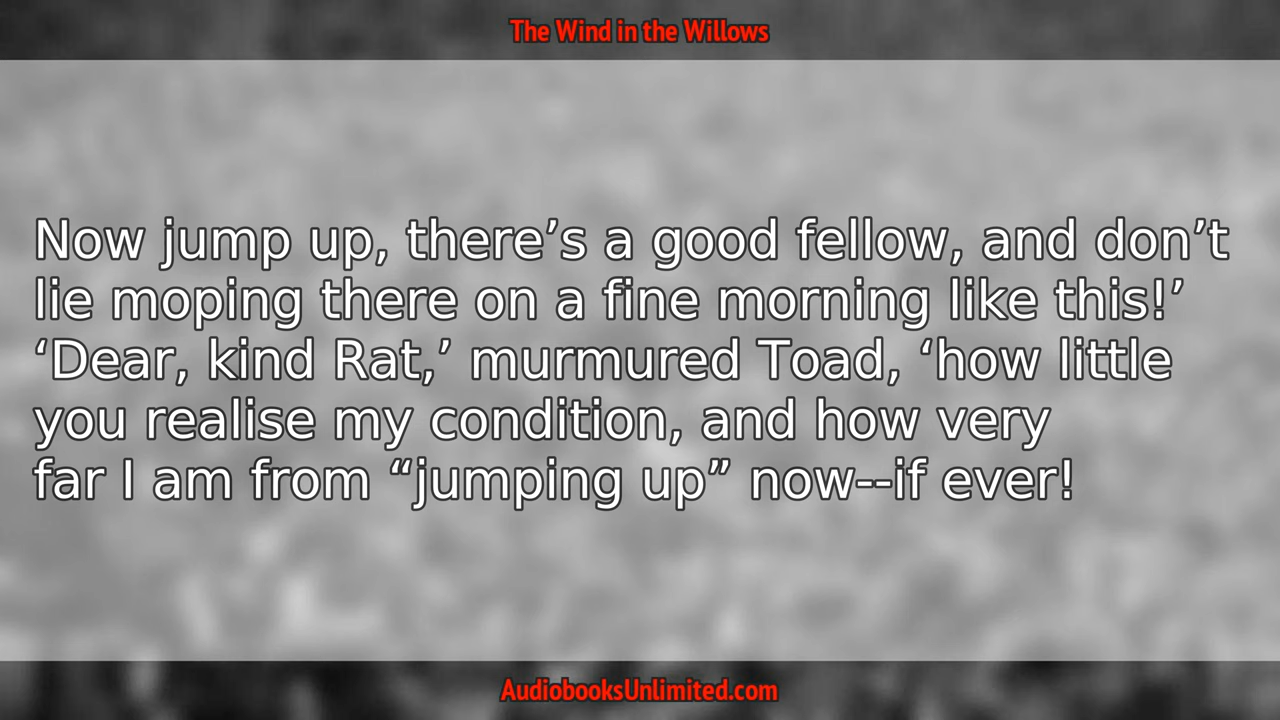 The Wind in the Willows
Now jump up, there’s a good fellow, and don’t
lie moping there on a fine morning like this!’
‘Dear, kind Rat,’ murmured Toad, ‘how little
you realise my condition, and how very
far I am from “jumping up” now--if ever!
AudiobooksUnlimited.com